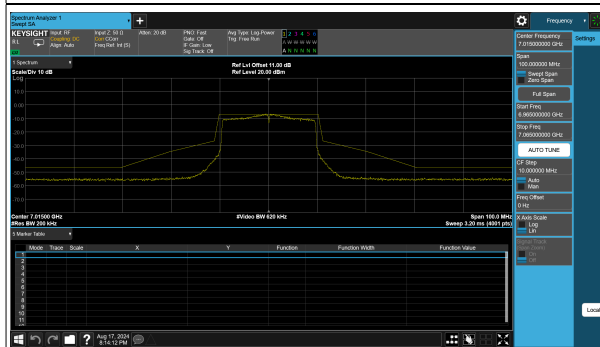 Spectrum Analyzer 1
Swept SA
+
Frequency
KEYSIGHT
R L
Input: RF
Coupling: DC
Align: Auto
Input Z: 50 Ω
Corr CCorr
Freq Ref: Int (S)
Atten: 20 dB
PNO: Fast
Gate: Off
IF Gain: Low
Sig Track: Off
Avg Type: Log-Power
Trig: Free Run
1 2 3 4 5 6
A W W W W W
A N N N N N
1 Spectrum
Scale/Div 10 dB
Ref Lvl Offset 11.00 dB
Ref Level 20.00 dBm
Log
10.0
0.00
-10.0
-20.0
-30.0
-40.0
-50.0
-60.0
-70.0
Center 7.01500 GHz
#Res BW 200 kHz
#Video BW 620 kHz
Span 100.0 MHz
Sweep 3.20 ms (4001 pts)
5 Marker Table
Mode Trace Scale X Y Function Function Width Function Value
1
2
3
4
5
6
7
8
9
10
11
Center Frequency
7.015000000 GHz
Settings
Span
100.000000 MHz
Swept Span
Zero Span
Full Span
Start Freq
6.965000000 GHz
Stop Freq
7.065000000 GHz
AUTO TUNE
CF Step
10.000000 MHz
Auto
Man
Freq Offset
0 Hz
X Axis Scale
Log
Lin
Signal Track
(Span Zoom)
On
Off
Local
?
Aug 17, 2024
8:14:12 PM